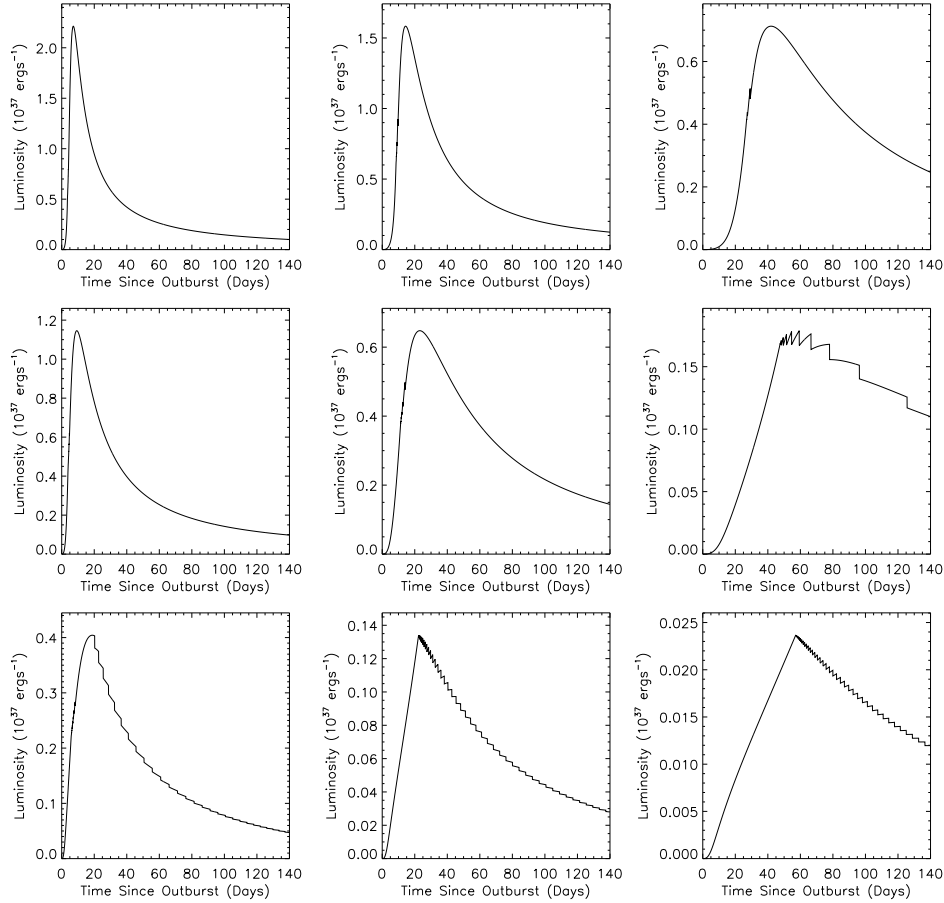 2.0
1.5
1.0
0.5
0.0
Luminosity (10³⁷ ergs⁻¹)
0 20 40 60 80 100 120 140
Time Since Outburst (Days)
1.5
1.0
0.5
0.0
Luminosity (10³⁷ ergs⁻¹)
0 20 40 60 80 100 120 140
Time Since Outburst (Days)
0.6
0.4
0.2
0.0
Luminosity (10³⁷ ergs⁻¹)
0 20 40 60 80 100 120 140
Time Since Outburst (Days)
1.2
1.0
0.8
0.6
0.4
0.2
0.0
Luminosity (10³⁷ ergs⁻¹)
0 20 40 60 80 100 120 140
Time Since Outburst (Days)
0.6
0.4
0.2
0.0
Luminosity (10³⁷ ergs⁻¹)
0 20 40 60 80 100 120 140
Time Since Outburst (Days)
0.15
0.10
0.05
0.00
Luminosity (10³⁷ ergs⁻¹)
0 20 40 60 80 100 120 140
Time Since Outburst (Days)
0.4
0.3
0.2
0.1
0.0
Luminosity (10³⁷ ergs⁻¹)
0 20 40 60 80 100 120 140
Time Since Outburst (Days)
0.14
0.12
0.10
0.08
0.06
0.04
0.02
0.00
Luminosity (10³⁷ ergs⁻¹)
0 20 40 60 80 100 120 140
Time Since Outburst (Days)
0.025
0.020
0.015
0.010
0.005
0.000
Luminosity (10³⁷ ergs⁻¹)
0 20 40 60 80 100 120 140
Time Since Outburst (Days)